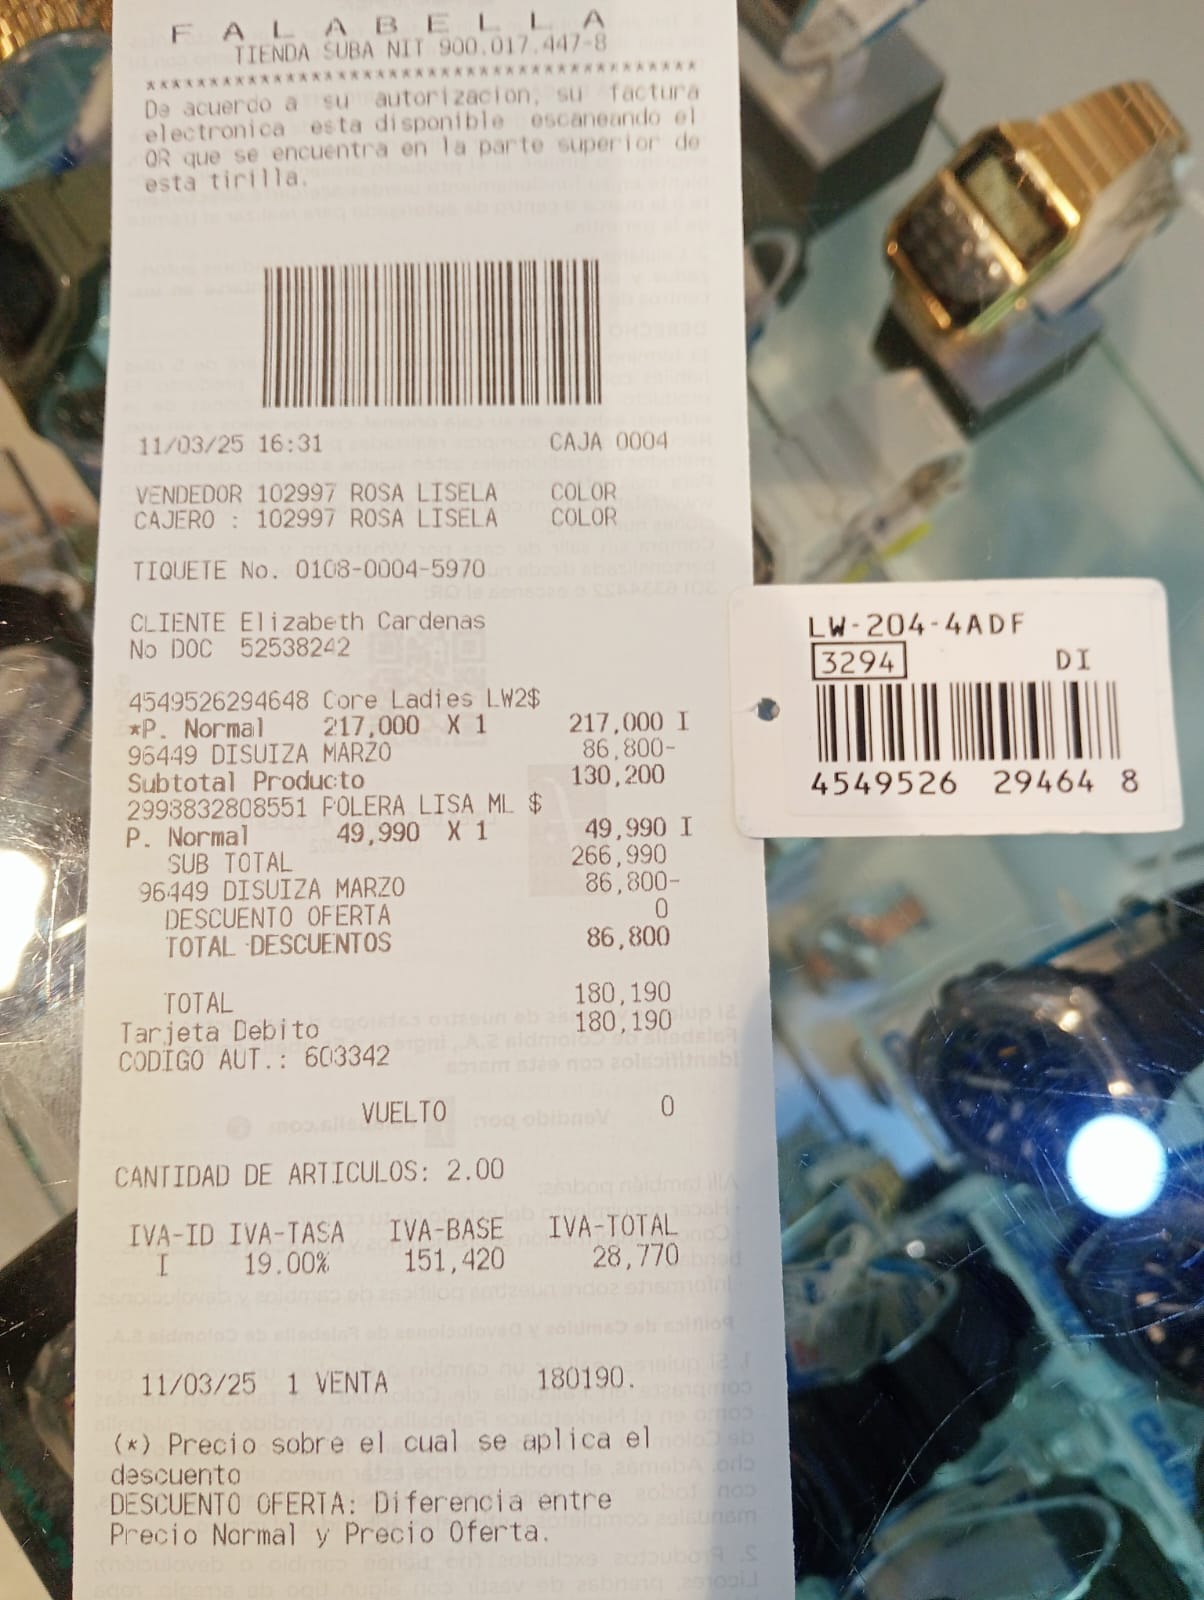 F A L A B E L L A
TIENDA SUBA NIT 900.017.447-8
********************************************
De acuerdo a su autorizacion, su factura
electronica esta disponible escaneando el
QR que se encuentra en la parte superior de
esta tirilla.
11/03/25 16:31 CAJA 0004
VENDEDOR 102997 ROSA LISELA COLOR
CAJERO : 102997 ROSA LISELA COLOR
TIQUETE No. 0108-0004-5970
CLIENTE Elizabeth Cardenas
No DOC 52538242
4549526294648 Core Ladies LW2$
*P. Normal 217,000 X 1 217,000 I
96449 DISUIZA MARZO 86,800-
Subtotal Producto 130,200
2998832808551 POLERA LISA ML $
P. Normal 49,990 X 1 49,990 I
SUB TOTAL 266,990
96449 DISUIZA MARZO 86,800-
DESCUENTO OFERTA 0
TOTAL DESCUENTOS 86,800
TOTAL 180,190
Tarjeta Debito 180,190
CODIGO AUT.: 603342
VUELTO 0
CANTIDAD DE ARTICULOS: 2.00
IVA-ID IVA-TASA IVA-BASE IVA-TOTAL
I 19.00% 151,420 28,770
11/03/25 1 VENTA 180190.
(*) Precio sobre el cual se aplica el
descuento
DESCUENTO OFERTA: Diferencia entre
Precio Normal y Precio Oferta.
LW-204-4ADF
3294 DI
4549526 29464 8